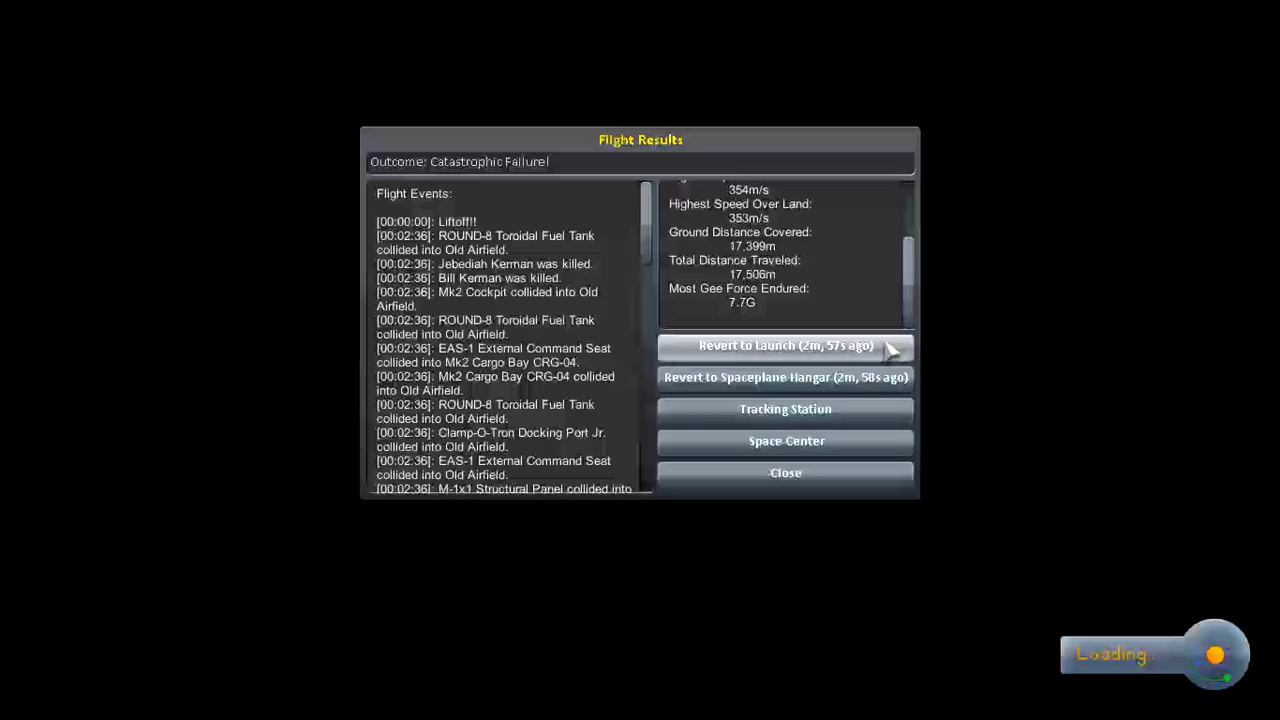 Flight Results
Outcome: Catastrophic Failure!
Flight Events:
[00:00:00]: Liftoff!!
[00:02:36]: ROUND-8 Toroidal Fuel Tank
collided into Old Airfield.
[00:02:36]: Jebediah Kerman was killed.
[00:02:36]: Bill Kerman was killed.
[00:02:36]: Mk2 Cockpit collided into Old
Airfield.
[00:02:36]: ROUND-8 Toroidal Fuel Tank
collided into Old Airfield.
[00:02:36]: EAS-1 External Command Seat
collided into Mk2 Cargo Bay CRG-04.
[00:02:36]: Mk2 Cargo Bay CRG-04 collided
into Old Airfield.
[00:02:36]: ROUND-8 Toroidal Fuel Tank
collided into Old Airfield.
[00:02:36]: Clamp-O-Tron Docking Port Jr.
collided into Old Airfield.
[00:02:36]: EAS-1 External Command Seat
collided into Old Airfield.
[00:02:36]: M-1x1 Structural Panel collided into
354m/s
Highest Speed Over Land:
353m/s
Ground Distance Covered:
17,399m
Total Distance Traveled:
17,506m
Most Gee Force Endured:
7.7G
Revert to Launch (2m, 57s ago)
Revert to Spaceplane Hangar (2m, 58s ago)
Tracking Station
Space Center
Close
Loading..